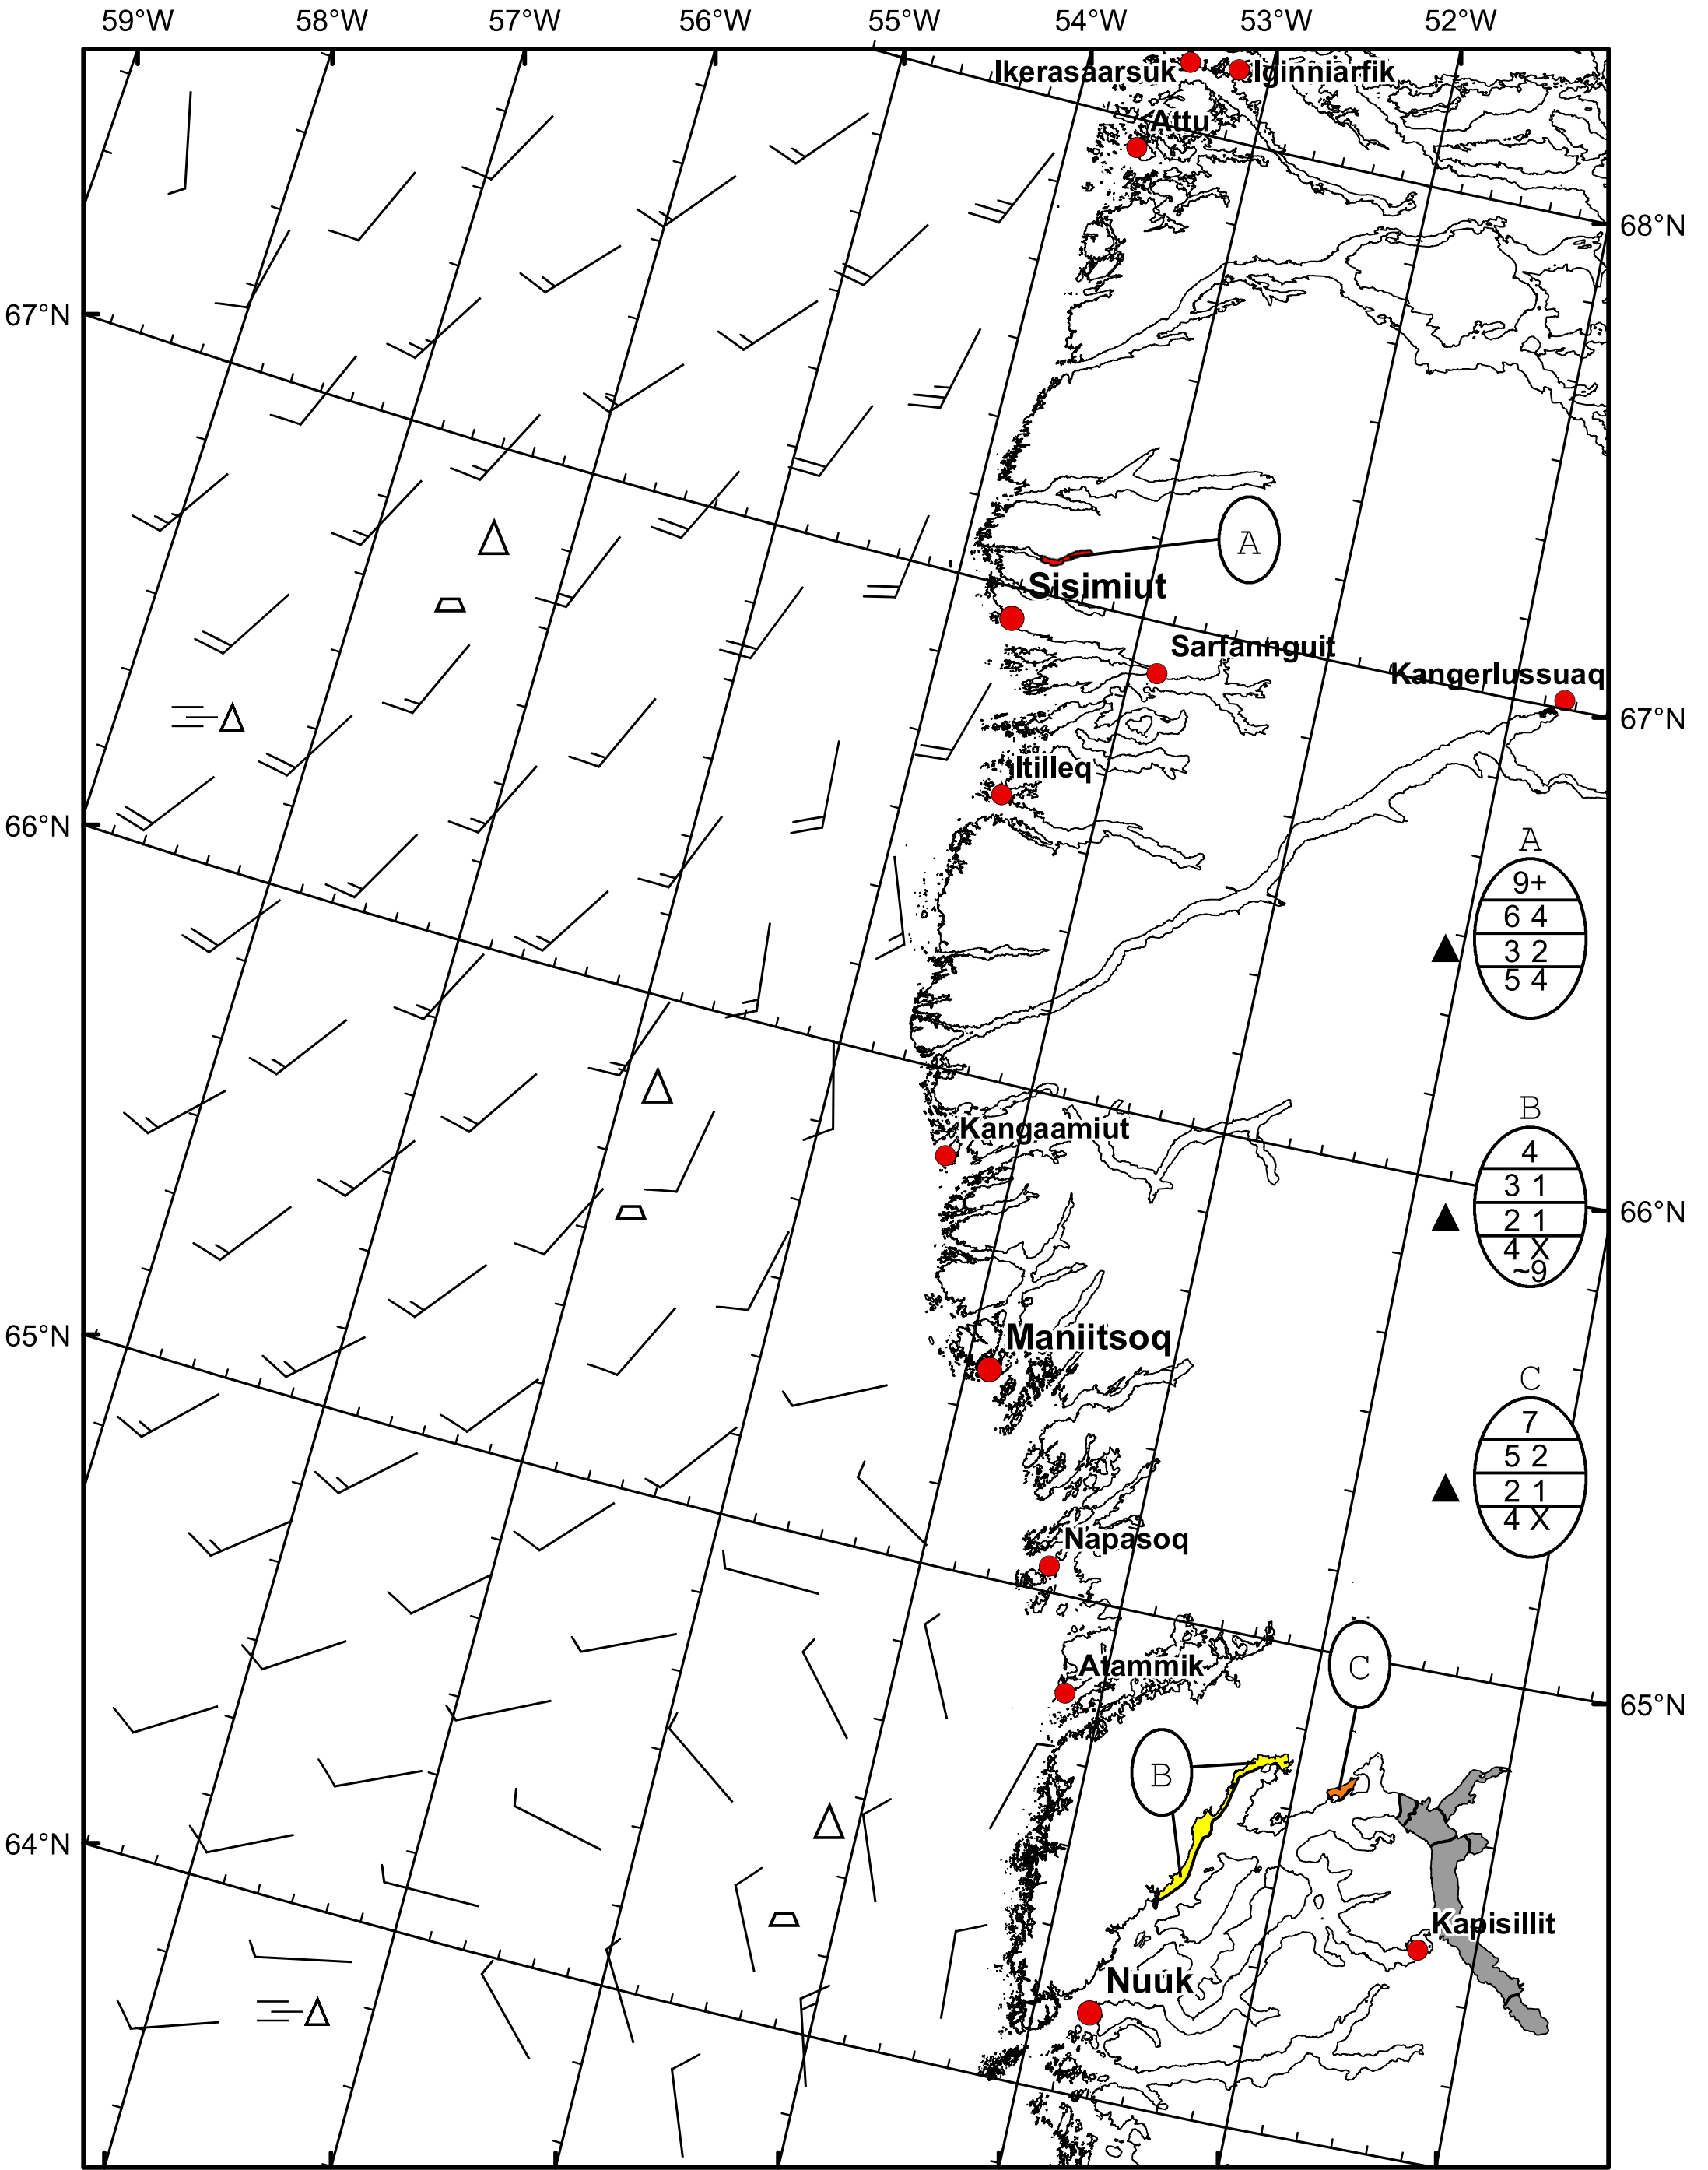 59°W 58°W 57°W 56°W 55°W 54°W 53°W 52°W
Ikerasaarsuk Iginniarfik
Attu
68°N
67°N
A
Sisimiut
Sarfannguit
Kangerlussuaq
67°N
Itilleq
66°N
A
9+
6 4
3 2
5 4
B
Kangaamiut
4
3 1
2 1
66°N
4 X
~9
65°N
Maniitsoq
C
7
5 2
2 1
4 X
Napasoq
C
Atammik
65°N
B
64°N
Kapisillit
Nuuk